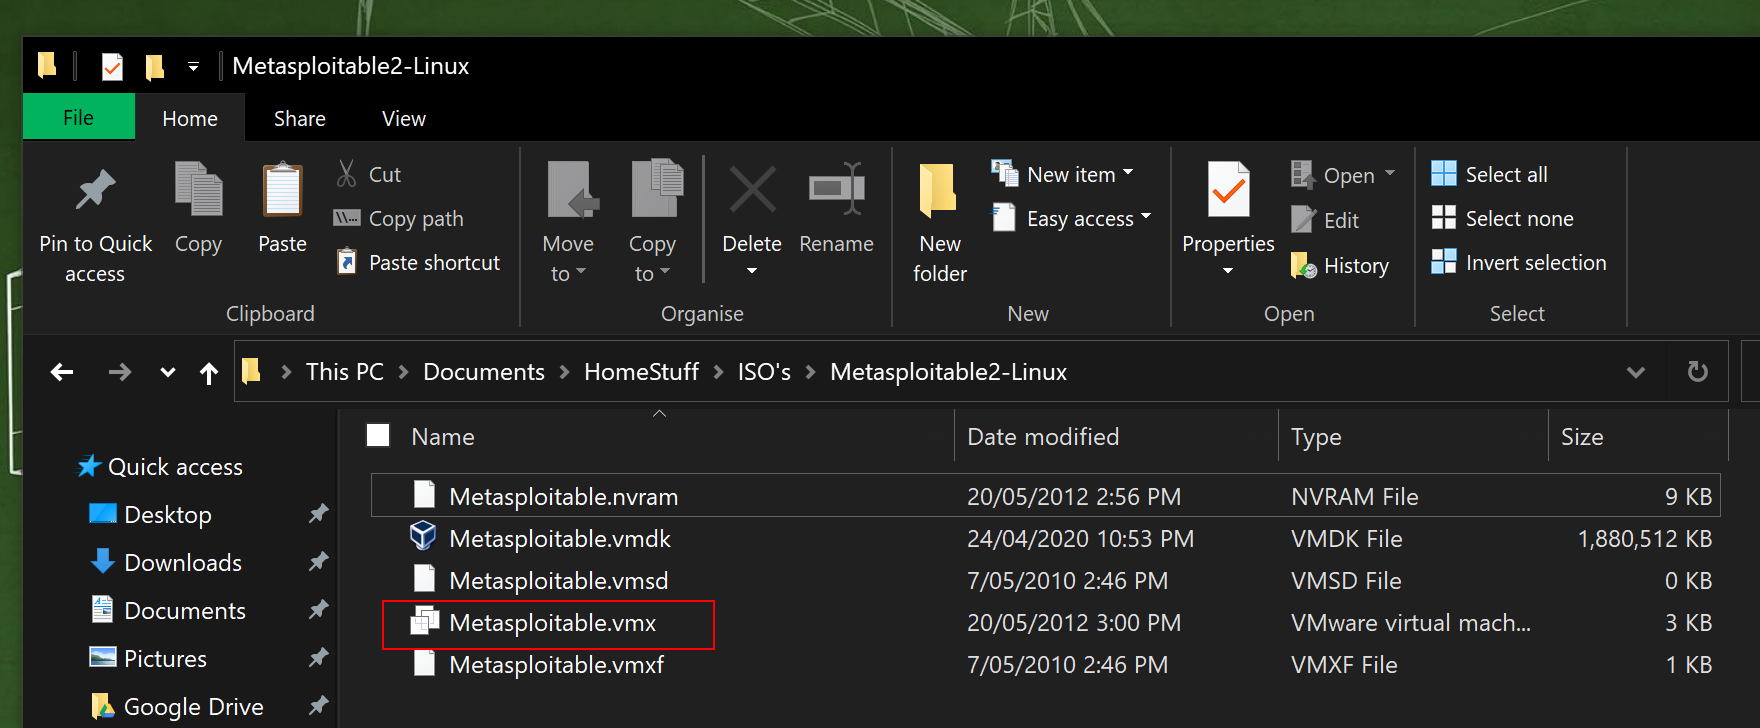 Metasploitable2-Linux
File Home Share View
Pin to Quick access
Copy
Paste
Cut
Copy path
Paste shortcut
Clipboard
Move to
Copy to
Delete
Rename
Organise
New folder
New item
Easy access
New
Properties
Open
Edit
History
Open
Select all
Select none
Invert selection
Select
This PC Documents HomeStuff ISO's Metasploitable2-Linux
Quick access
Desktop
Downloads
Documents
Pictures
Google Drive
Name Date modified Type Size
Metasploitable.nvram 20/05/2012 2:56 PM NVRAM File 9 KB
Metasploitable.vmdk 24/04/2020 10:53 PM VMDK File 1,880,512 KB
Metasploitable.vmsd 7/05/2010 2:46 PM VMSD File 0 KB
Metasploitable.vmx 20/05/2012 3:00 PM VMware virtual mach... 3 KB
Metasploitable.vmxf 7/05/2010 2:46 PM VMXF File 1 KB